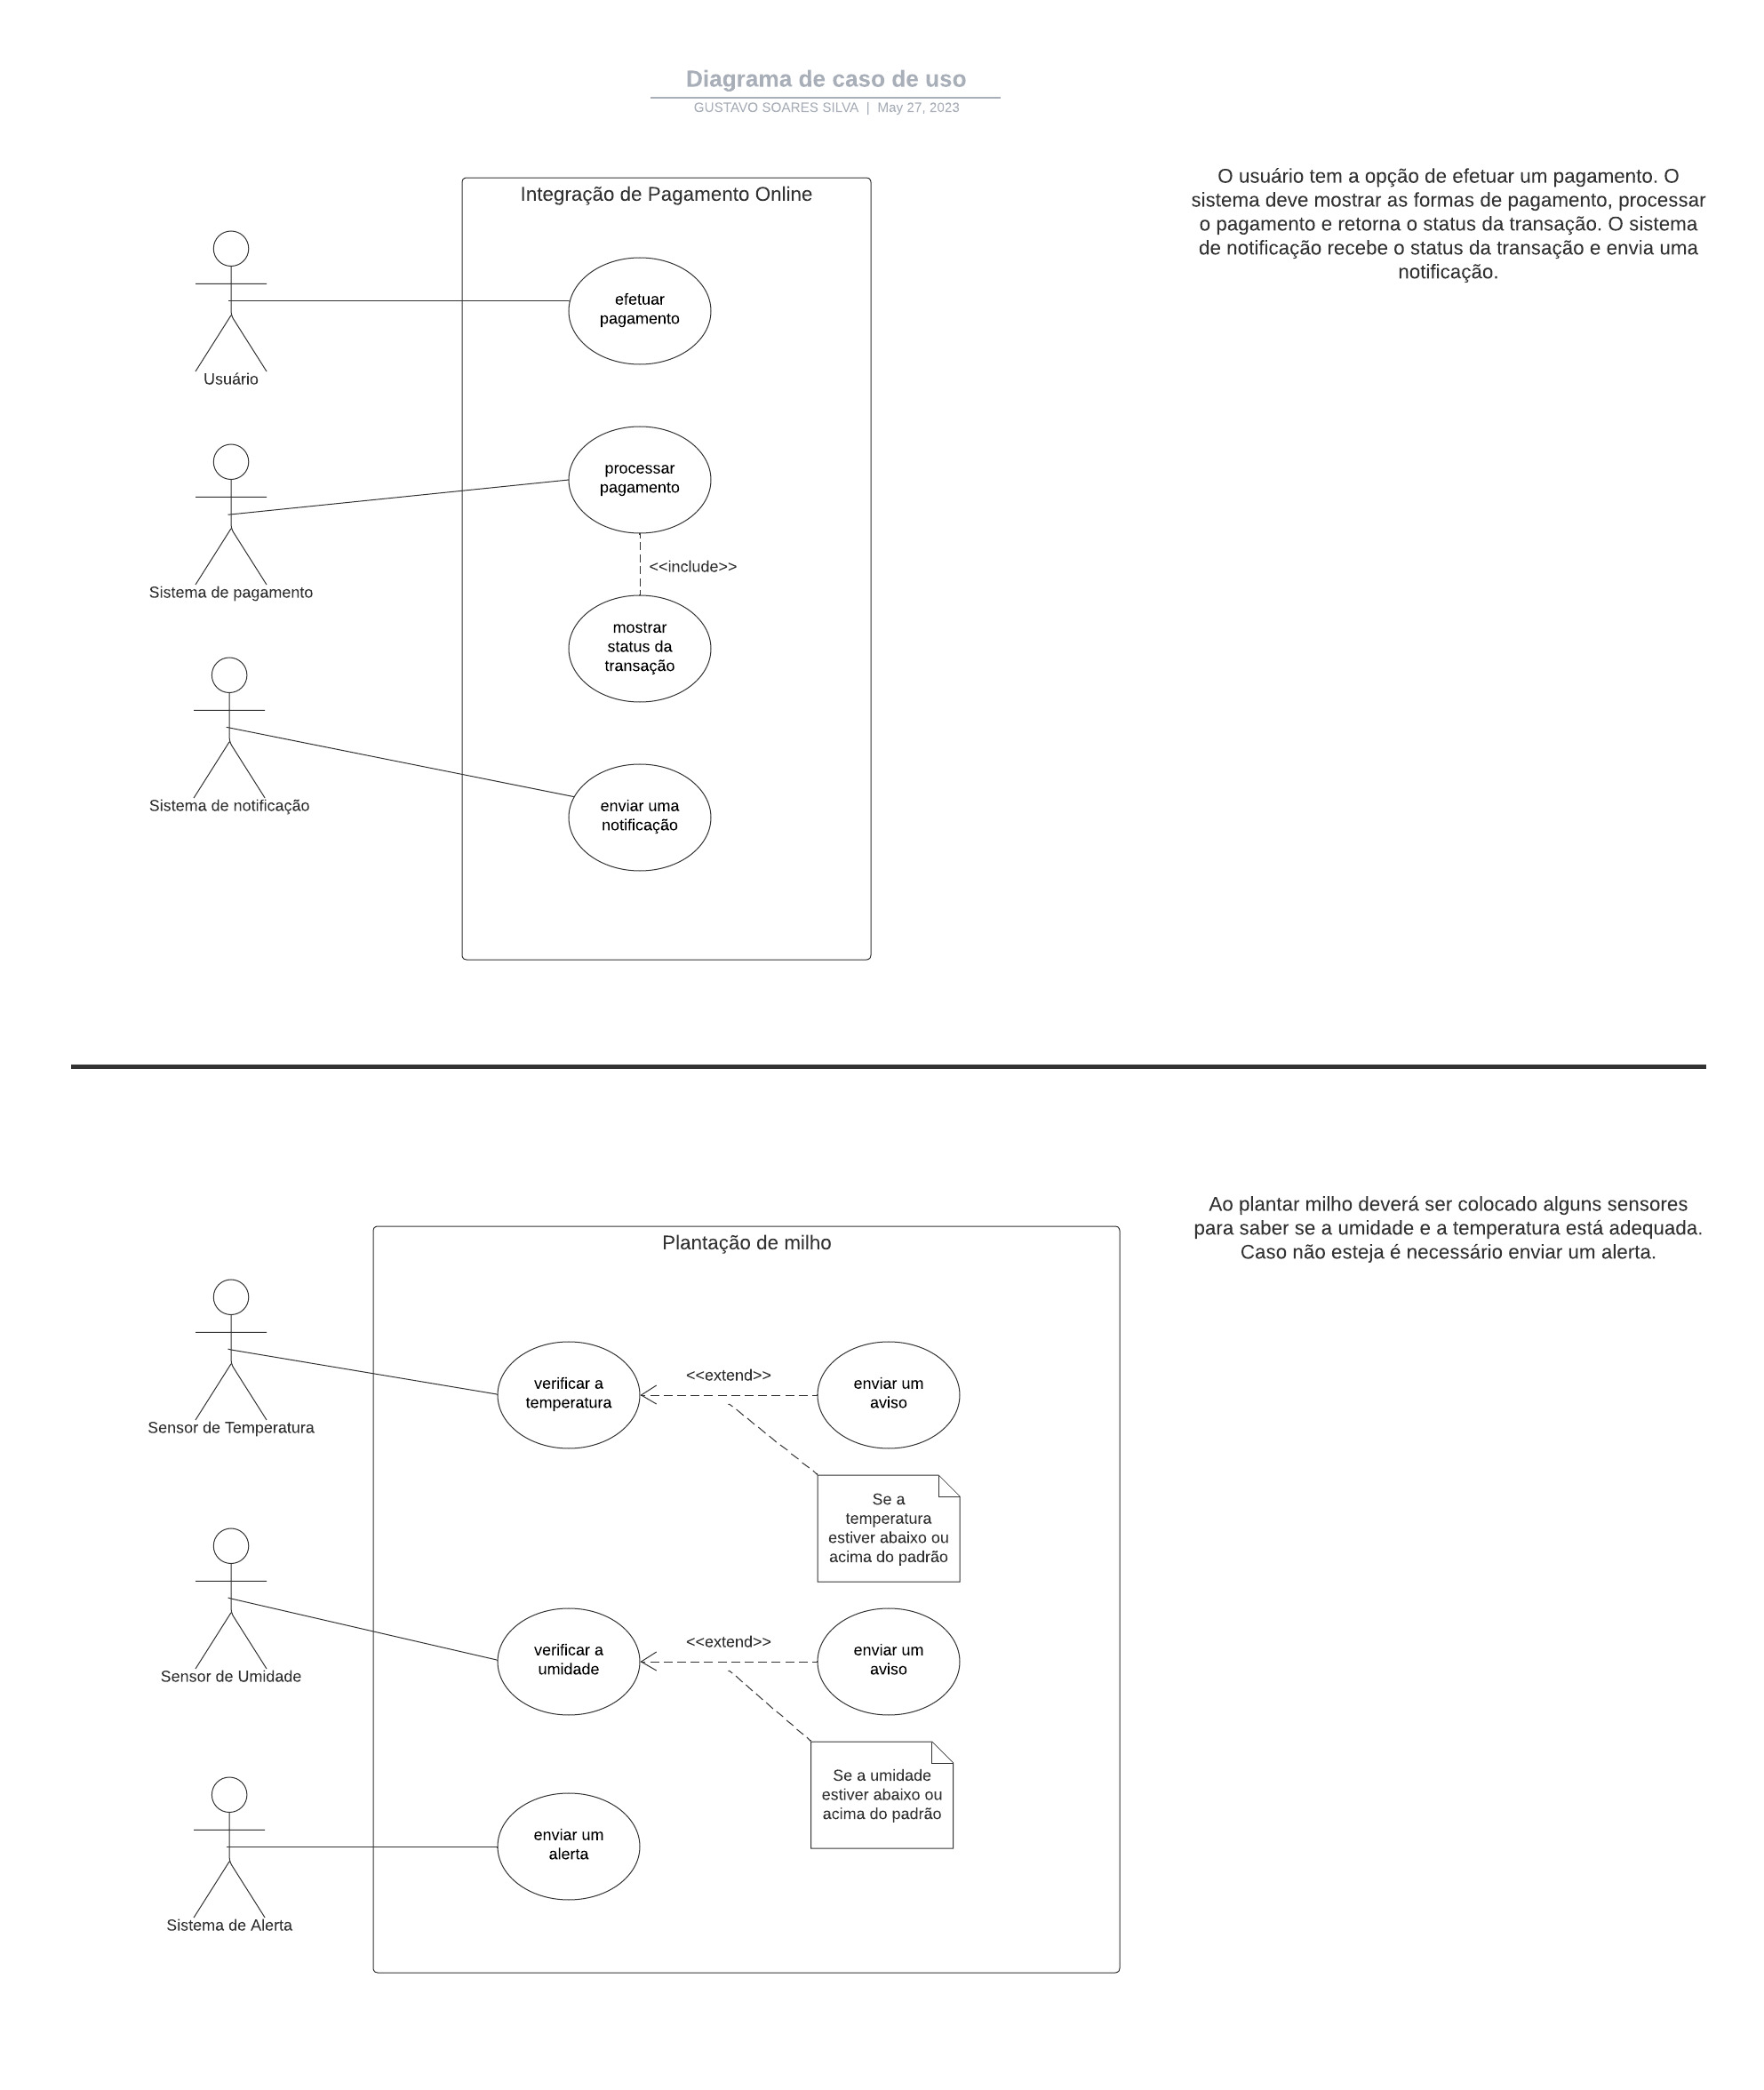 Diagrama de caso de uso
GUSTAVO SOARES SILVA | May 27, 2023
Integração de Pagamento Online
O usuário tem a opção de efetuar um pagamento. O
sistema deve mostrar as formas de pagamento, processar
o pagamento e retorna o status da transação. O sistema
de notificação recebe o status da transação e envia uma
notificação.
efetuar
pagamento
Usuário
processar
pagamento
<<include>>
Sistema de pagamento
mostrar
status da
transação
enviar uma
notificação
Sistema de notificação
Plantação de milho
Ao plantar milho deverá ser colocado alguns sensores
para saber se a umidade e a temperatura está adequada.
Caso não esteja é necessário enviar um alerta.
verificar a
temperatura
<<extend>>
enviar um
aviso
Sensor de Temperatura
Se a
temperatura
estiver abaixo ou
acima do padrão
verificar a
umidade
<<extend>>
enviar um
aviso
Sensor de Umidade
Se a umidade
estiver abaixo ou
acima do padrão
enviar um
alerta
Sistema de Alerta